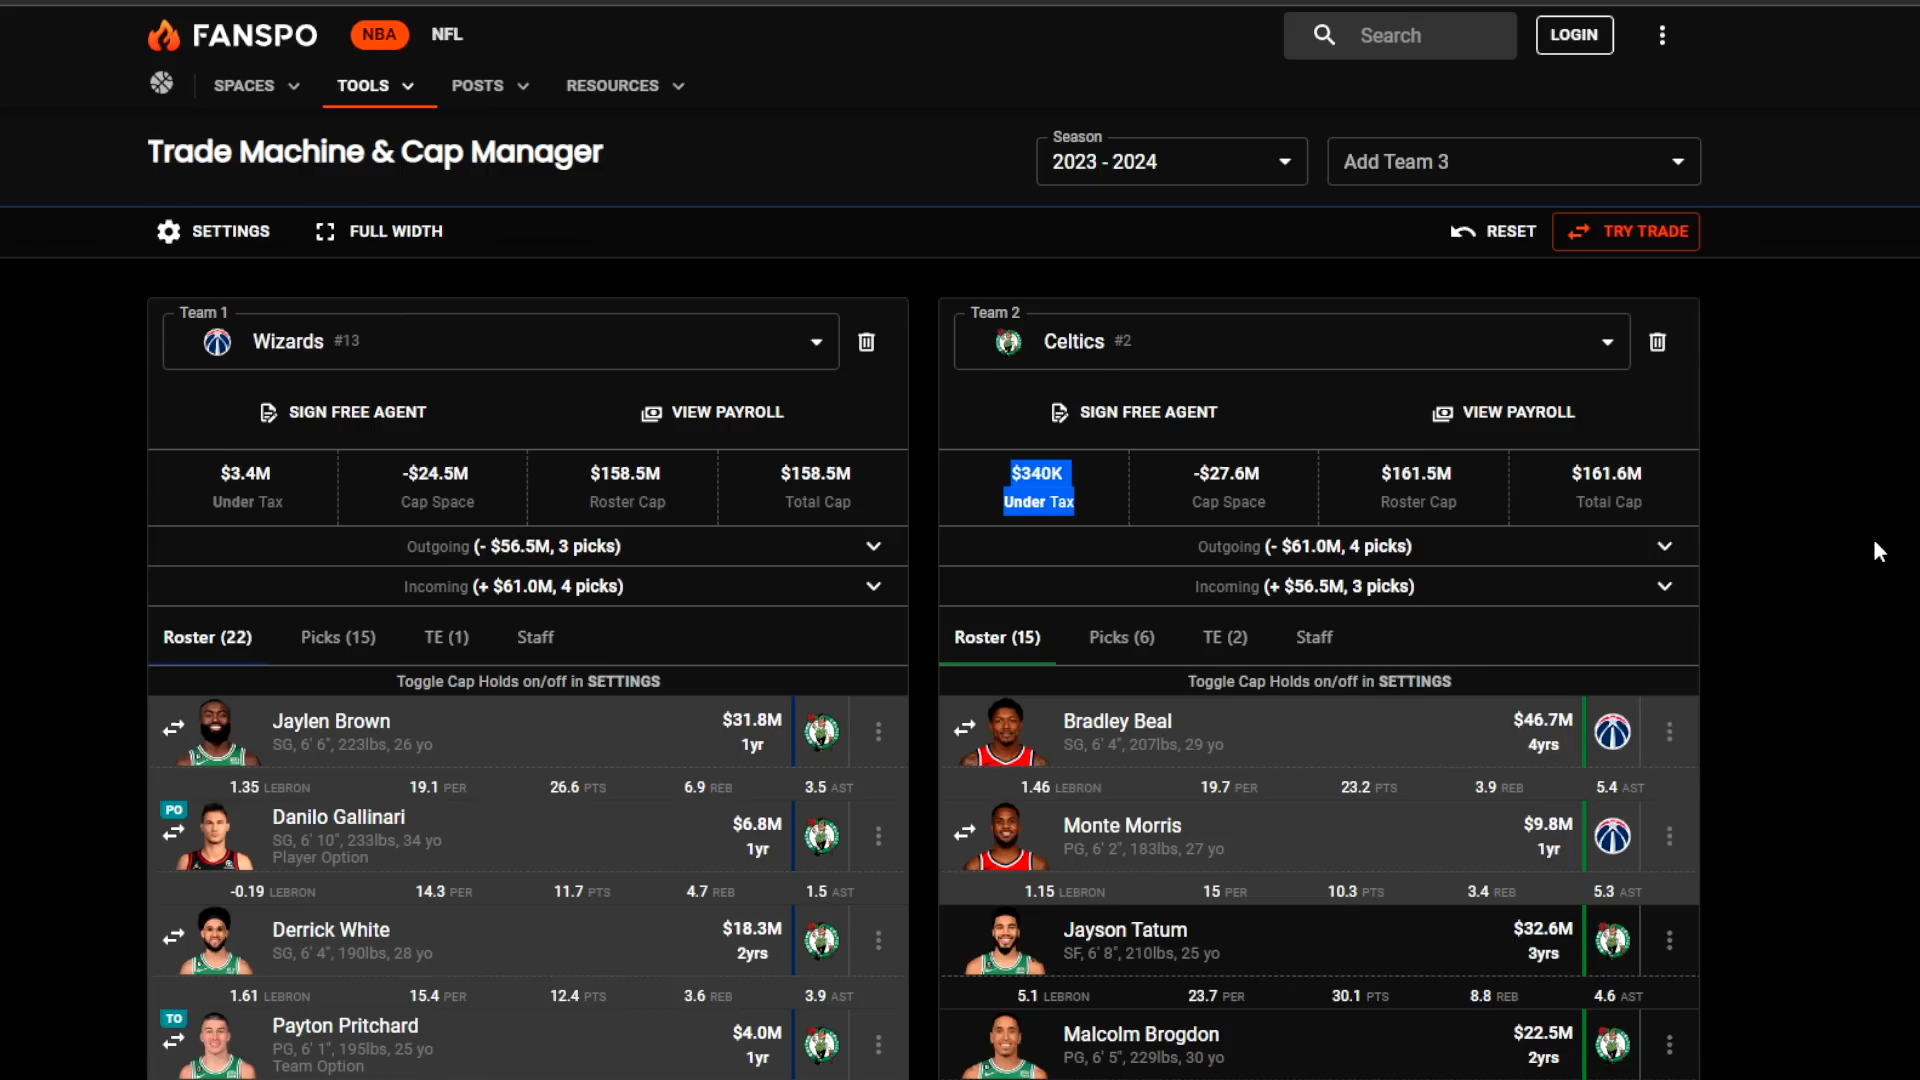 FANSPO NBA NFL Search LOGIN
SPACES TOOLS POSTS RESOURCES
Trade Machine & Cap Manager
Season
2023 - 2024
Add Team 3
SETTINGS FULL WIDTH RESET TRY TRADE
Team 1
Wizards #13
SIGN FREE AGENT VIEW PAYROLL
$3.4M -$24.5M $158.5M $158.5M
Under Tax Cap Space Roster Cap Total Cap
Outgoing (- $56.5M, 3 picks)
Incoming (+ $61.0M, 4 picks)
Roster (22) Picks (15) TE (1) Staff
Toggle Cap Holds on/off in SETTINGS
Jaylen Brown $31.8M
SG, 6' 6", 223lbs, 26 yo 1yr
1.35 LEBRON 19.1 PER 26.6 PTS 6.9 REB 3.5 AST
PO Danilo Gallinari $6.8M
SG, 6' 10", 233lbs, 34 yo 1yr
Player Option
-0.19 LEBRON 14.3 PER 11.7 PTS 4.7 REB 1.5 AST
Derrick White $18.3M
SG, 6' 4", 190lbs, 28 yo 2yrs
1.61 LEBRON 15.4 PER 12.4 PTS 3.6 REB 3.9 AST
TO Payton Pritchard $4.0M
PG, 6' 1", 195lbs, 25 yo 1yr
Team Option
Team 2
Celtics #2
SIGN FREE AGENT VIEW PAYROLL
$340K -$27.6M $161.5M $161.6M
Under Tax Cap Space Roster Cap Total Cap
Outgoing (- $61.0M, 4 picks)
Incoming (+ $56.5M, 3 picks)
Roster (15) Picks (6) TE (2) Staff
Toggle Cap Holds on/off in SETTINGS
Bradley Beal $46.7M
SG, 6' 4", 207lbs, 29 yo 4yrs
1.46 LEBRON 19.7 PER 23.2 PTS 3.9 REB 5.4 AST
Monte Morris $9.8M
PG, 6' 2", 183lbs, 27 yo 1yr
1.15 LEBRON 15 PER 10.3 PTS 3.4 REB 5.3 AST
Jayson Tatum $32.6M
SF, 6' 8", 210lbs, 25 yo 3yrs
5.1 LEBRON 23.7 PER 30.1 PTS 8.8 REB 4.6 AST
Malcolm Brogdon $22.5M
PG, 6' 5", 229lbs, 30 yo 2yrs